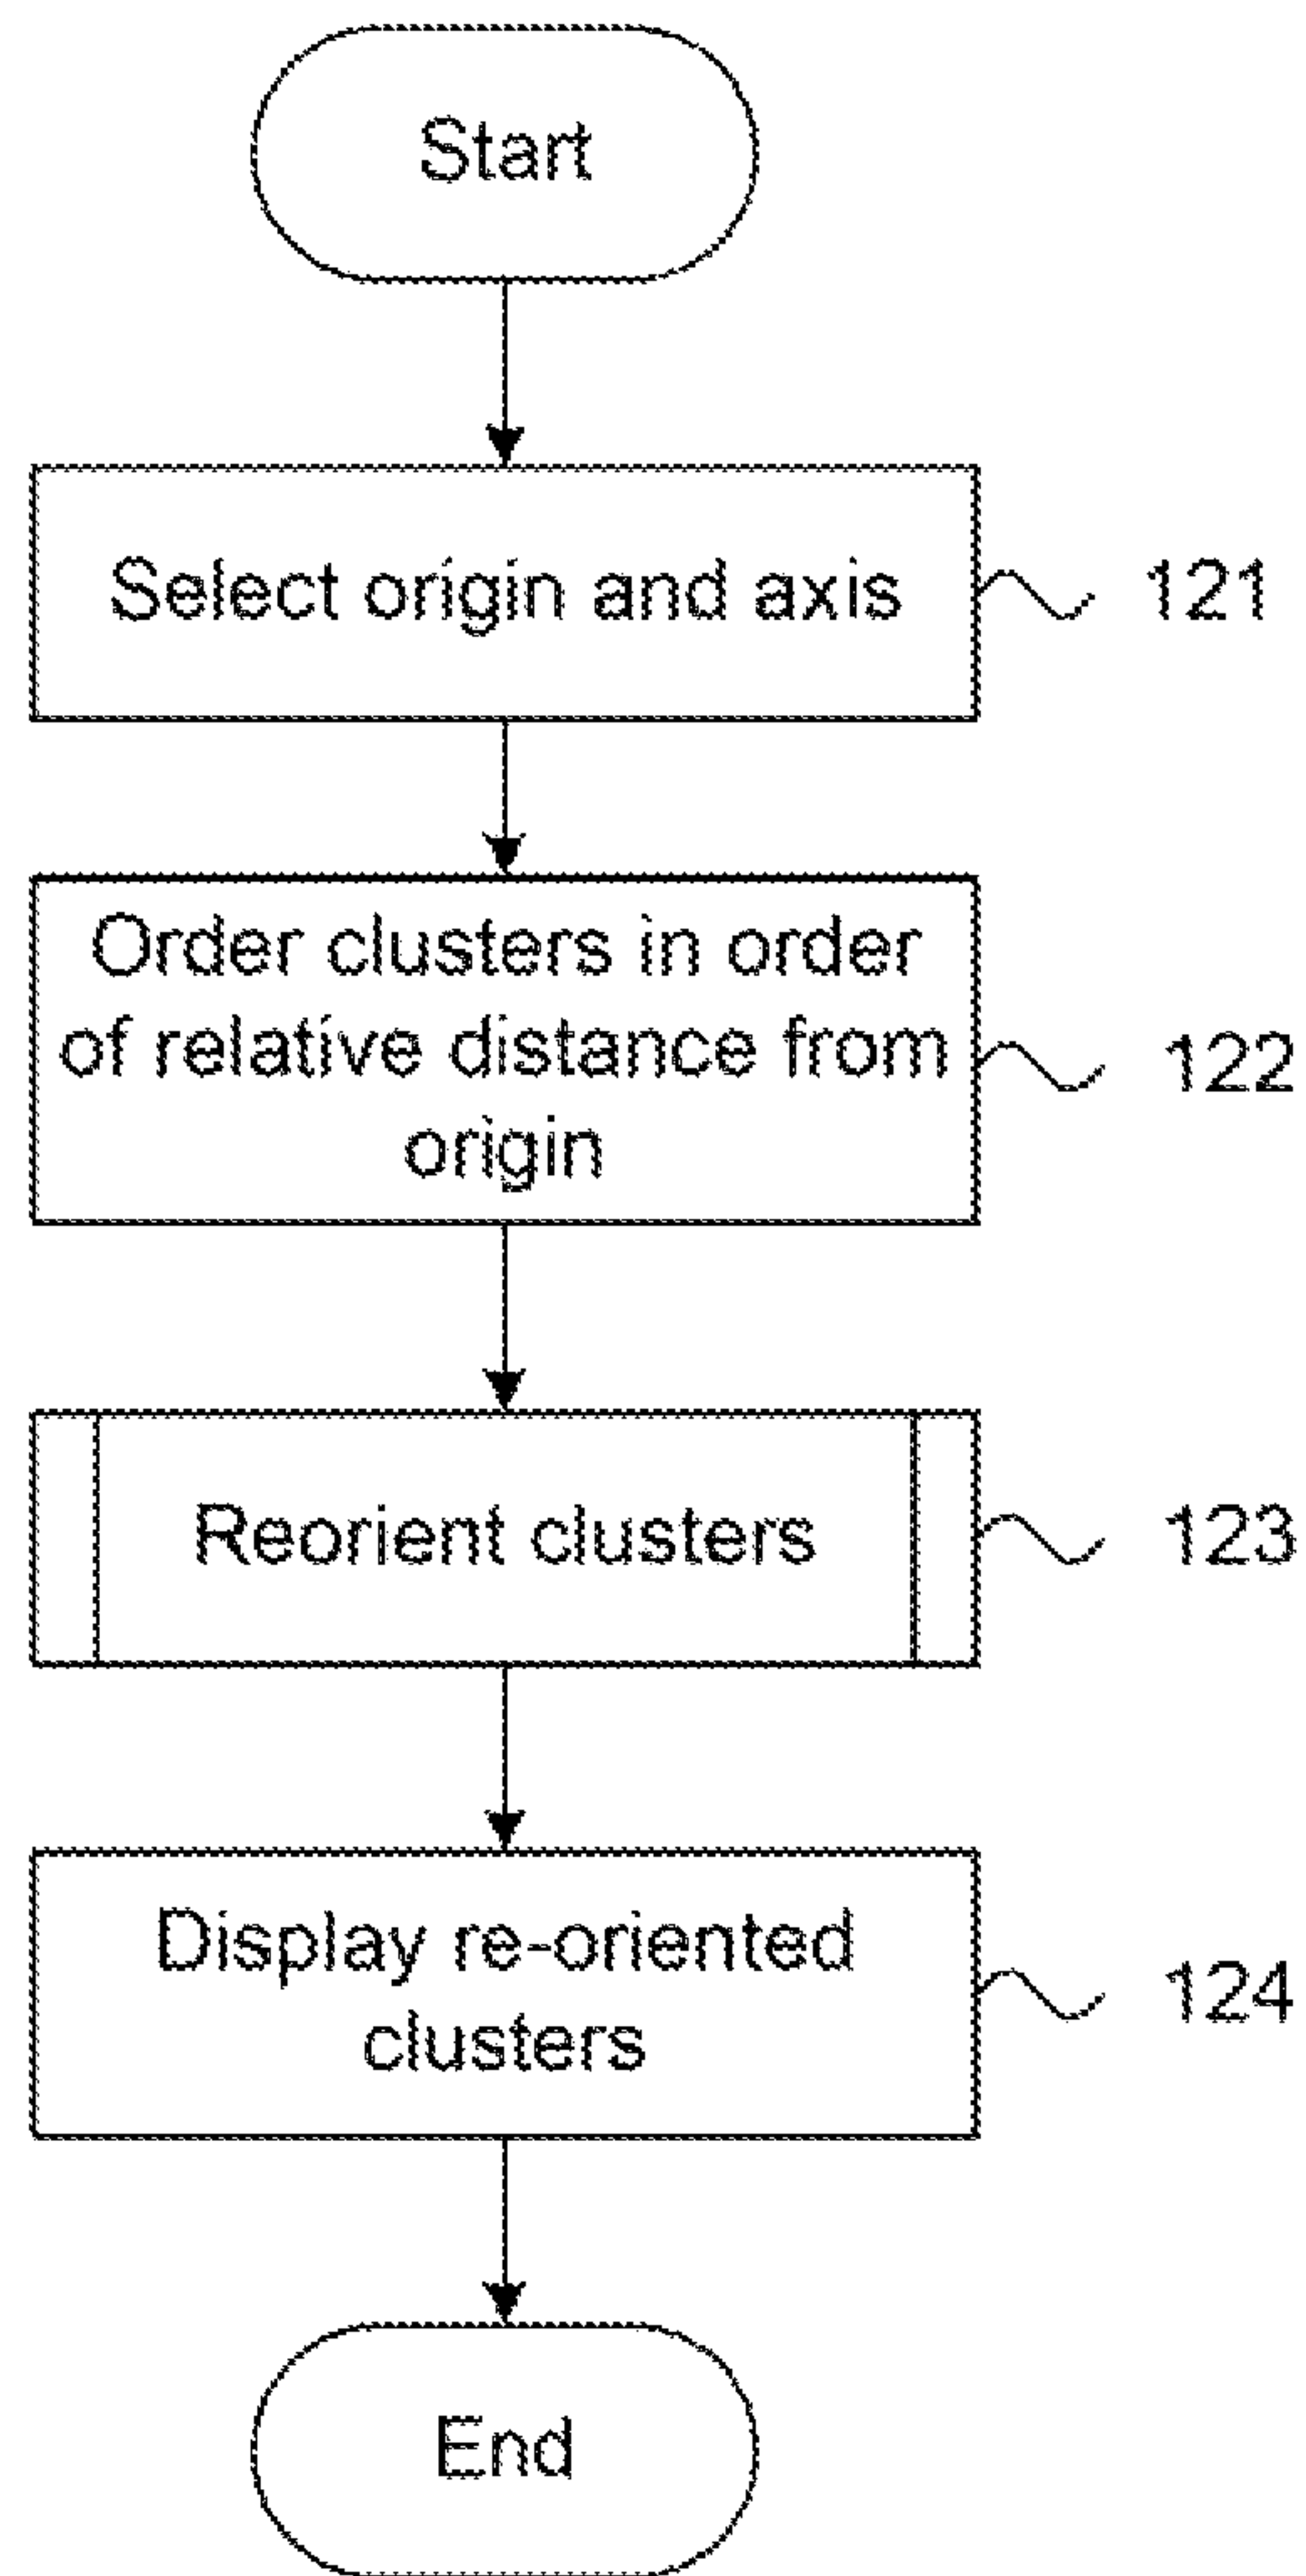 Start
Select origin and axis
121
Order clusters in order
of relative distance from
origin
122
Reorient clusters
123
Display re-oriented
clusters
124
End